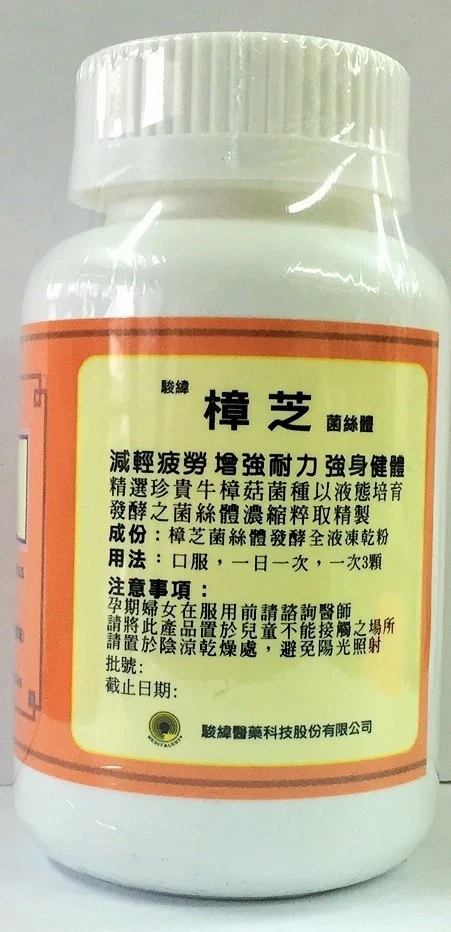 駿緯
樟芝 菌絲體
減輕疲勞 增強耐力 強身健體
精選珍貴牛樟菇菌種以液態培育
發酵之菌絲體濃縮粹取精製
成份：樟芝菌絲體發酵全液凍乾粉
用法：口服，一日一次，一次3顆
注意事項：
孕期婦女在服用前請諮詢醫師
請將此產品置於兒童不能接觸之場所
請置於陰涼乾燥處，避免陽光照射
批號:
截止日期:
駿緯醫藥科技股份有限公司